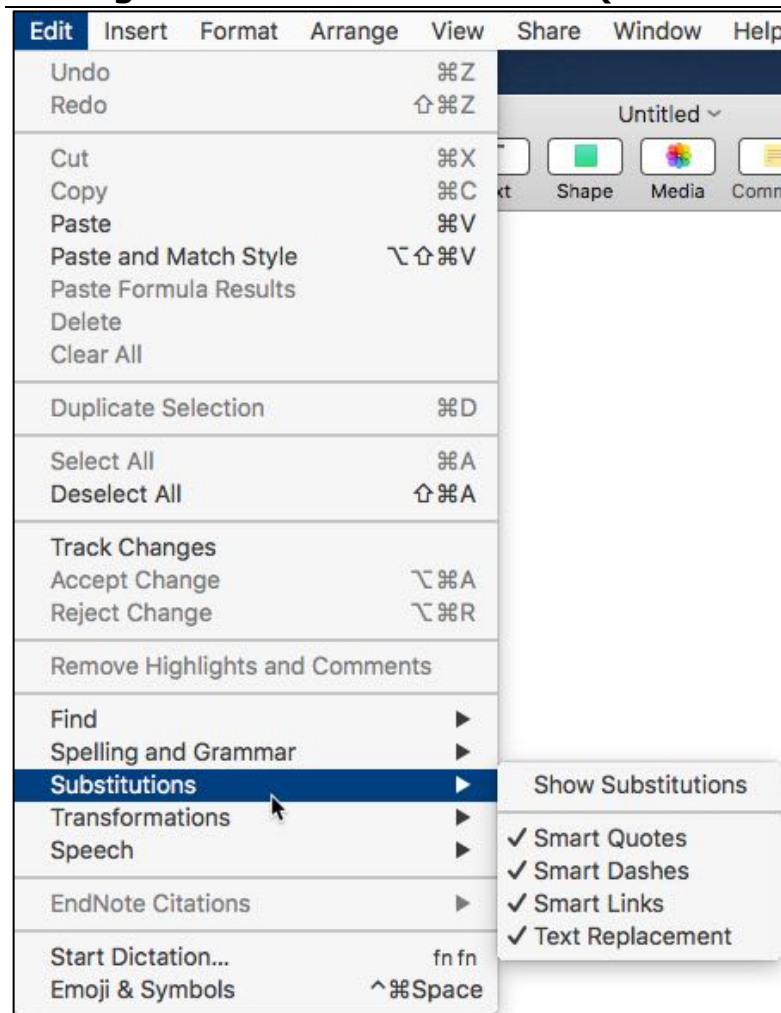 Edit Insert Format Arrange View Share Window Help
Undo ⌘Z
Redo ⇧⌘Z
Untitled
Cut ⌘X
Copy ⌘C
Shape Media
Paste ⌘V
Paste and Match Style ⌥⇧⌘V
Paste Formula Results
Delete
Clear All
Duplicate Selection ⌘D
Select All ⌘A
Deselect All ⇧⌘A
Track Changes
Accept Change ⌥⌘A
Reject Change ⌥⌘R
Remove Highlights and Comments
Find ▶
Spelling and Grammar ▶
Substitutions ▶
Transformations ▶
Speech ▶
EndNote Citations ▶
Start Dictation... fn fn
Emoji & Symbols ^⌘Space
Show Substitutions
✓ Smart Quotes
✓ Smart Dashes
✓ Smart Links
✓ Text Replacement